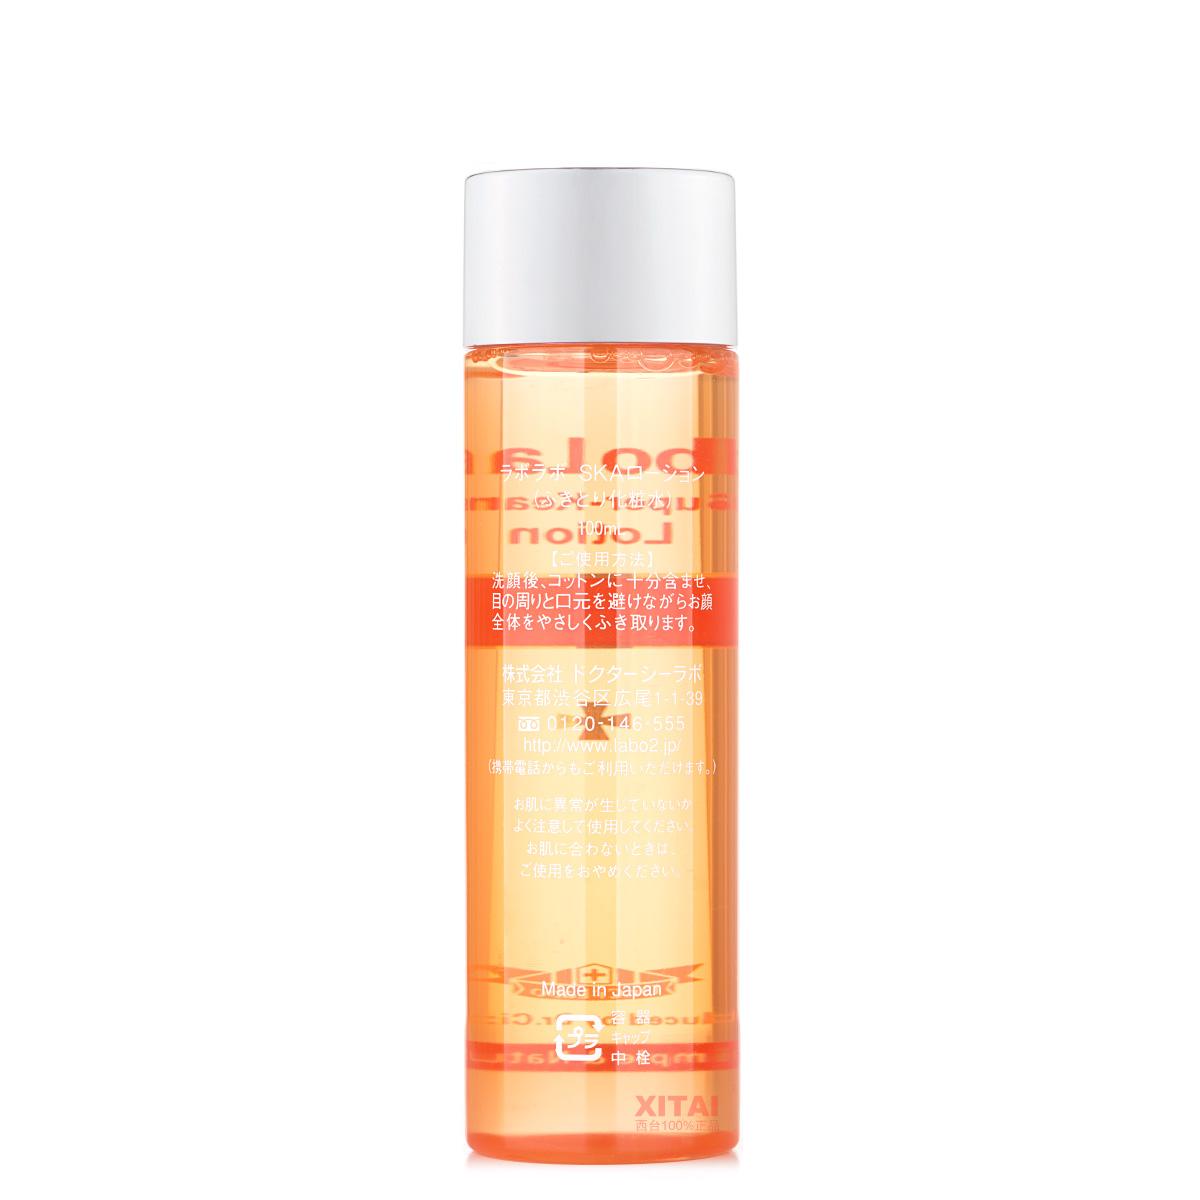 ラボラボ SKAローション
(ふきとり化粧水)
100mL
【ご使用方法】
洗顔後、コットンに十分含ませ、
目の周りと口元を避けながらお顔
全体をやさしくふき取ります。
株式会社 ドクターシーラボ
東京都渋谷区広尾1-1-39
0120-146-555
http://www.labo2.jp/
(携帯電話からもご利用いただけます。)
お肌に異常が生じていないか
よく注意して使用してください。
お肌に合わないときは、
ご使用をおやめください。
Made in Japan
プラ
容器
キャップ
中栓
XITAI
西台100%正品